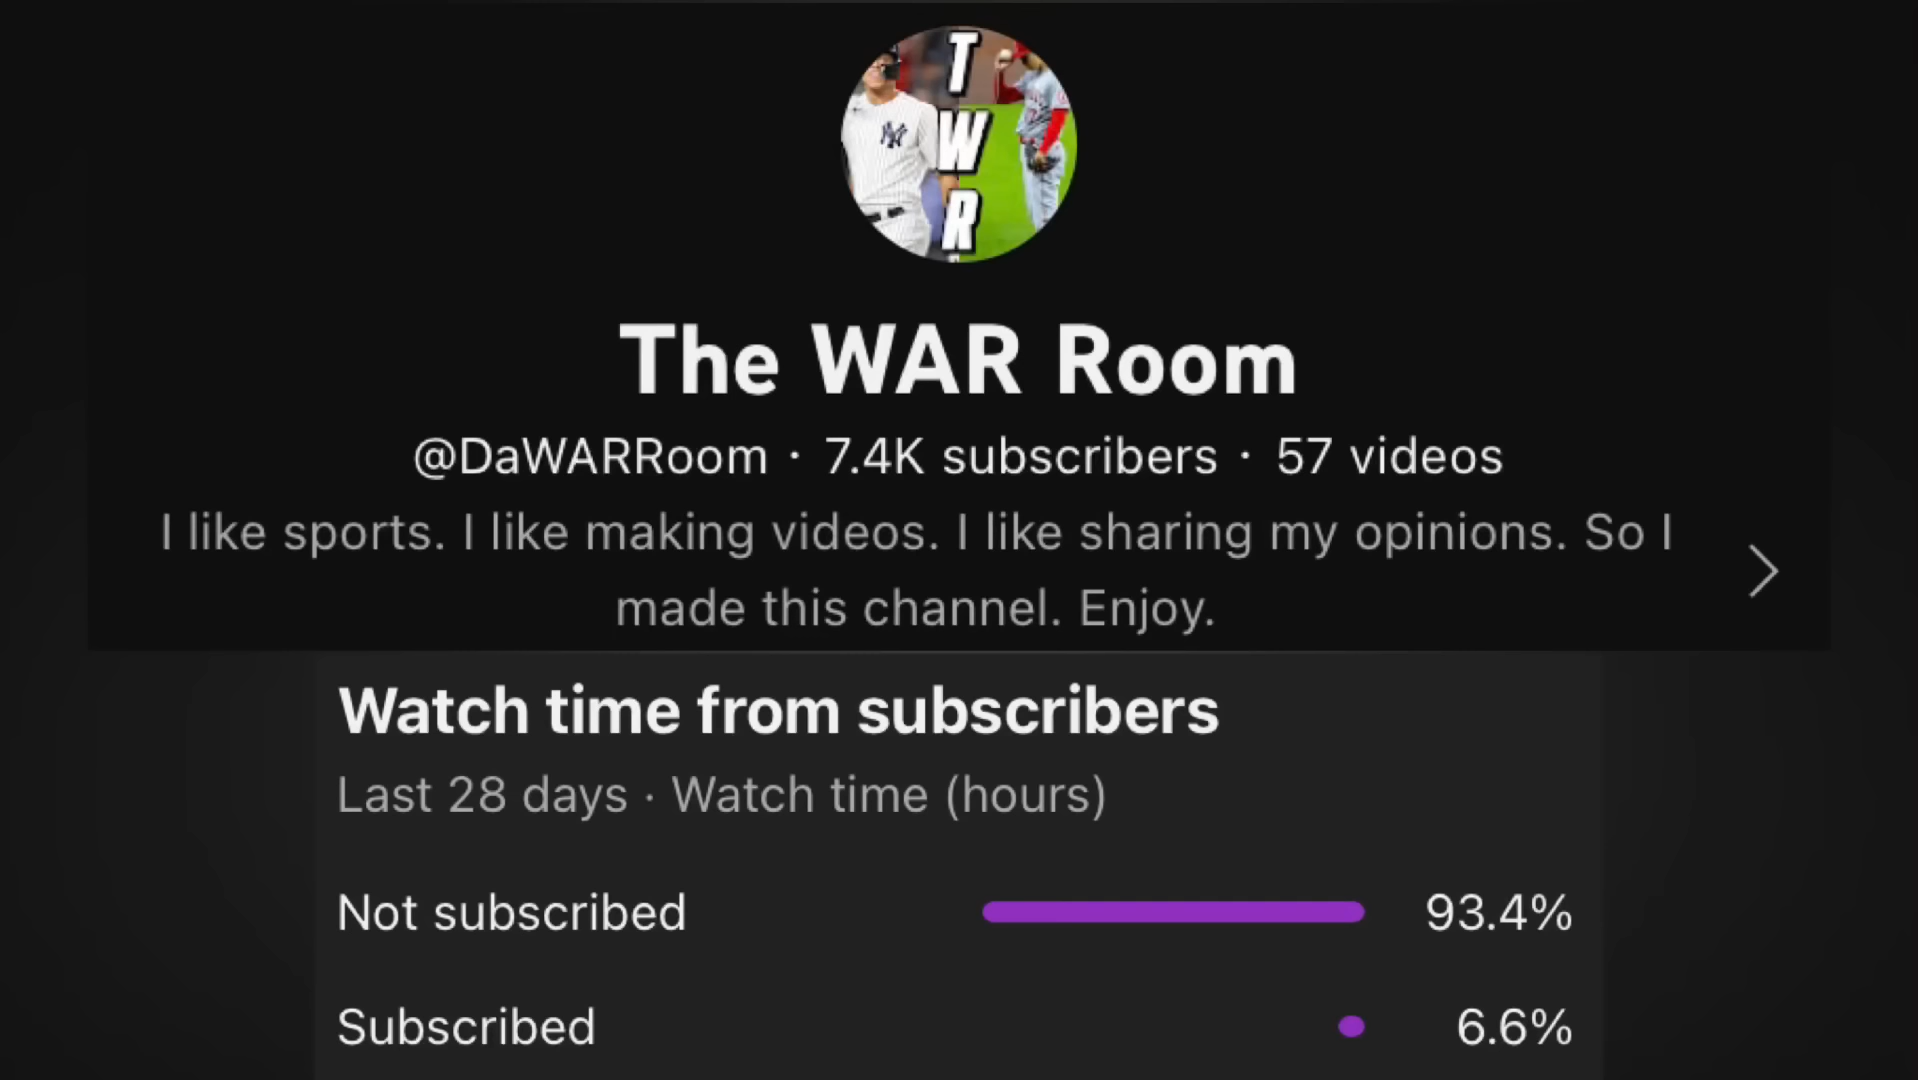 T
W
R
The WAR Room
@DaWARRoom · 7.4K subscribers · 57 videos
I like sports. I like making videos. I like sharing my opinions. So I
made this channel. Enjoy.
Watch time from subscribers
Last 28 days · Watch time (hours)
Not subscribed 93.4%
Subscribed 6.6%